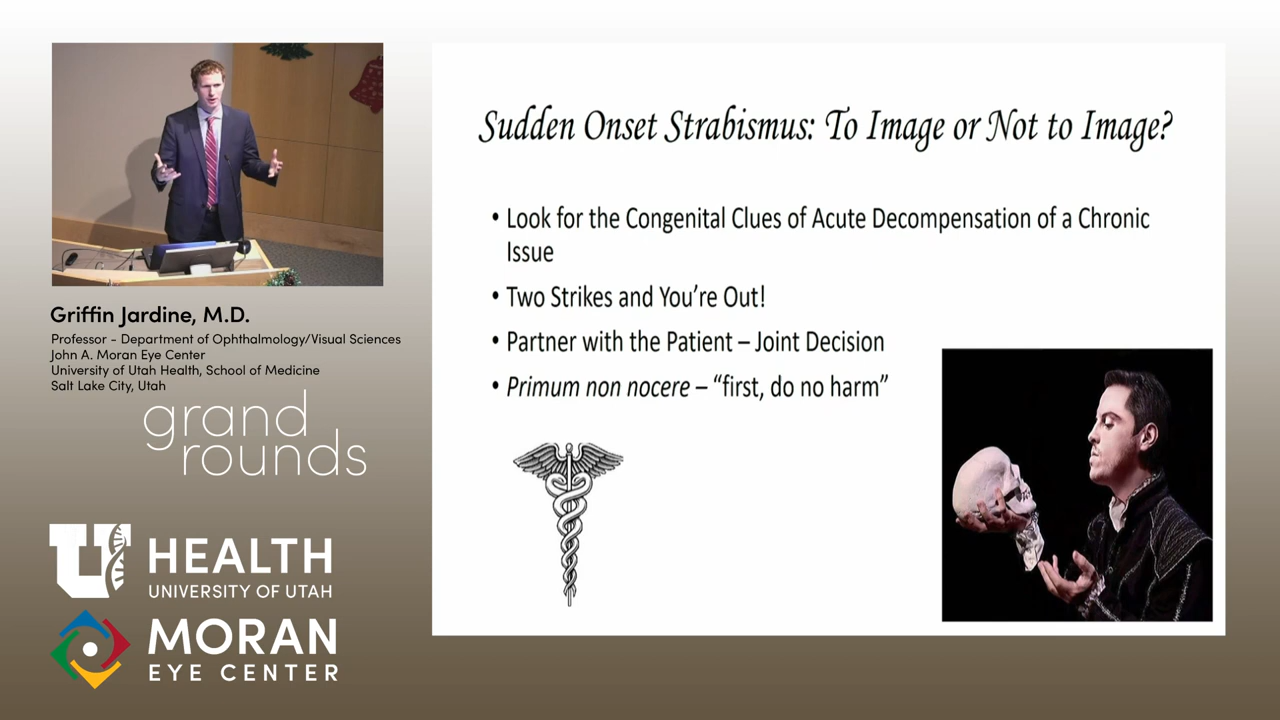 Griffin Jardine, M.D.
Professor - Department of Ophthalmology/Visual Sciences
John A. Moran Eye Center
University of Utah Health, School of Medicine
Salt Lake City, Utah
grand
rounds
U HEALTH
UNIVERSITY OF UTAH
MORAN
EYE CENTER
Sudden Onset Strabismus: To Image or Not to Image?
• Look for the Congenital Clues of Acute Decompensation of a Chronic
Issue
• Two Strikes and You’re Out!
• Partner with the Patient – Joint Decision
• Primum non nocere – “first, do no harm”